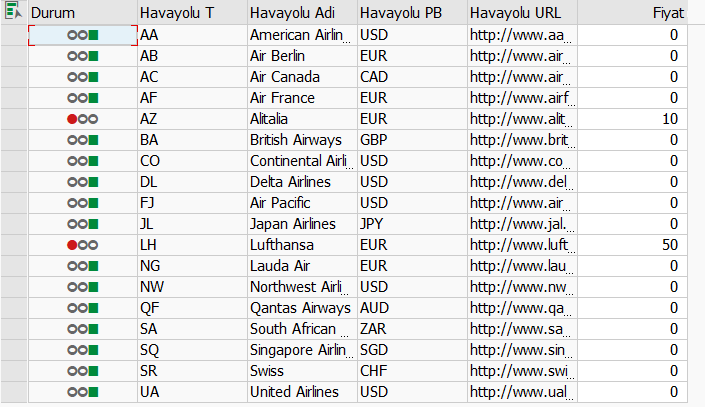 Durum Havayolu T Havayolu Adi Havayolu PB Havayolu URL Fiyat
AA American Airlin... USD http://www.aa... 0
AB Air Berlin EUR http://www.air... 0
AC Air Canada CAD http://www.air... 0
AF Air France EUR http://www.airf... 0
AZ Alitalia EUR http://www.alit... 10
BA British Airways GBP http://www.brit... 0
CO Continental Airli... USD http://www.co... 0
DL Delta Airlines USD http://www.del... 0
FJ Air Pacific USD http://www.air... 0
JL Japan Airlines JPY http://www.jal... 0
LH Lufthansa EUR http://www.luft... 50
NG Lauda Air EUR http://www.lau... 0
NW Northwest Airli... USD http://www.nw... 0
QF Qantas Airways AUD http://www.qa... 0
SA South African ... ZAR http://www.sa... 0
SQ Singapore Airlin... SGD http://www.sin... 0
SR Swiss CHF http://www.swi... 0
UA United Airlines USD http://www.ual... 0